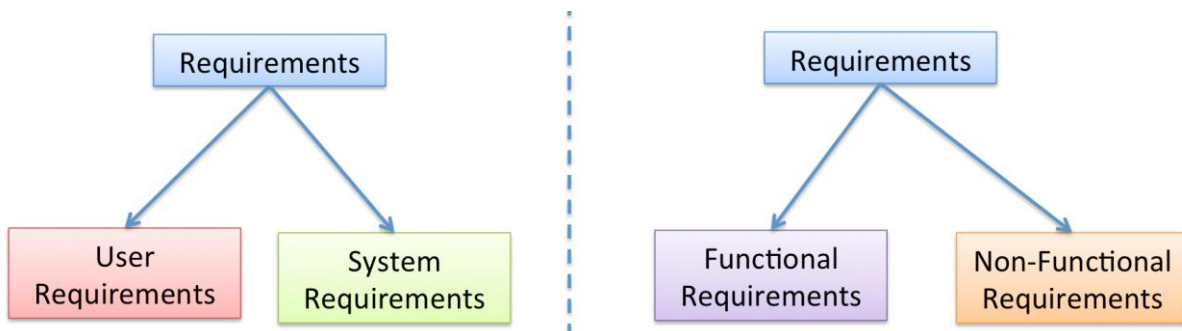 Requirements
User
Requirements
System
Requirements
Requirements
Functional
Requirements
Non-Functional
Requirements